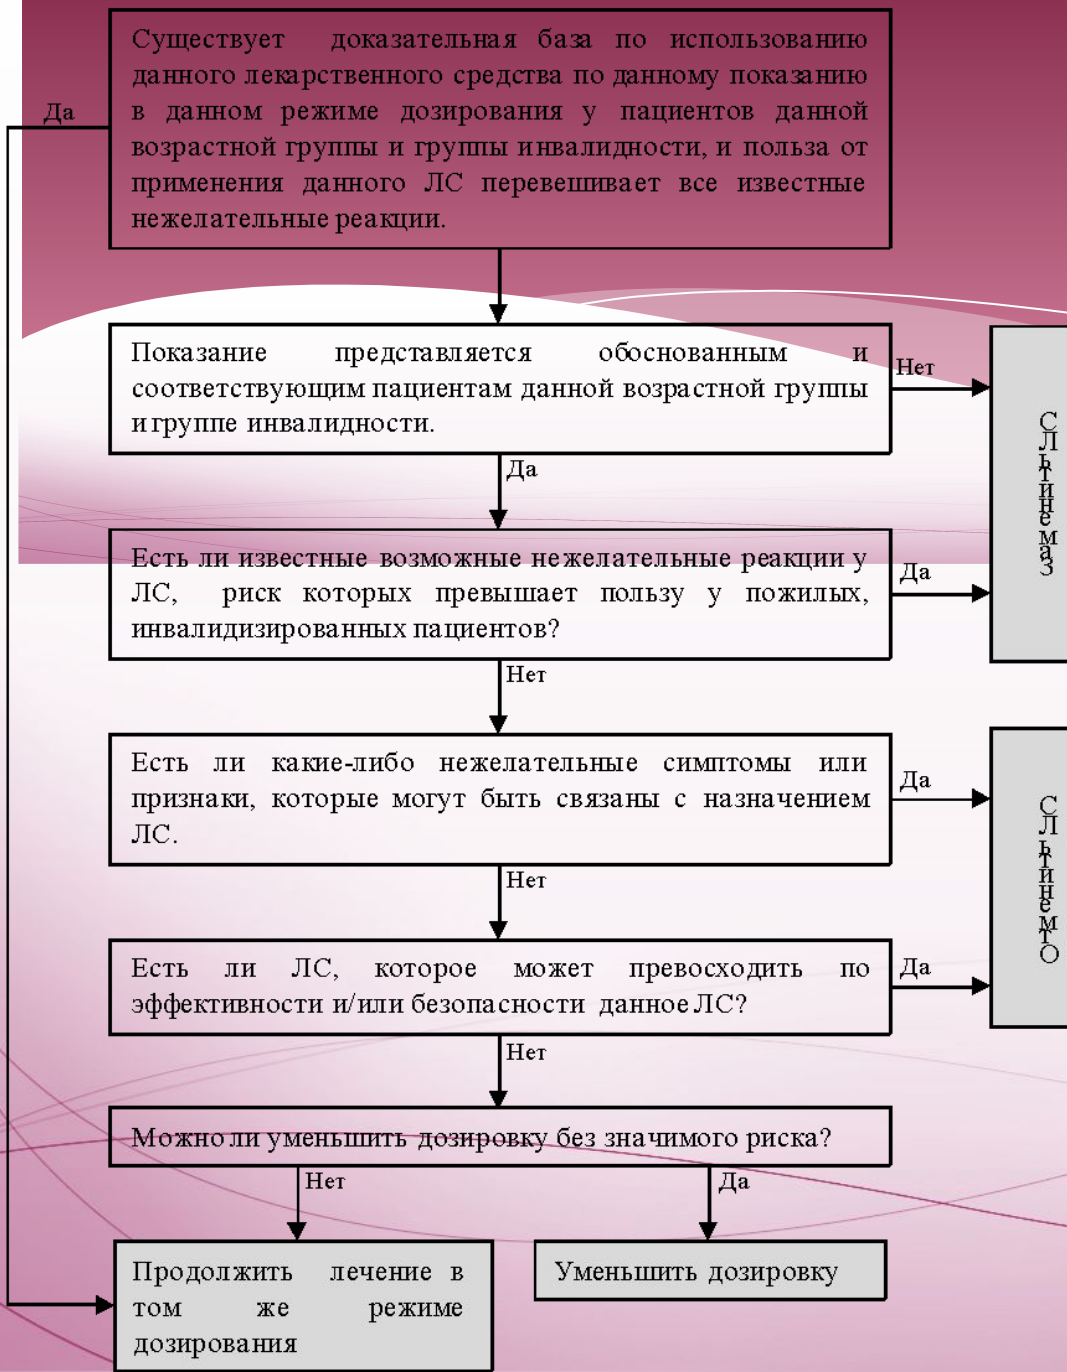 Существует доказательная база по использованию
данного лекарственного средства по данному показанию
в данном режиме дозирования у пациентов данной
возрастной группы и группы инвалидности, и польза от
применения данного ЛС перевешивает все известные
нежелательные реакции.
Да
Показание представляется обоснованным и
соответствующим пациентам данной возрастной группы
и группе инвалидности.
Нет
Заменить ЛС
Да
Есть ли известные возможные нежелательные реакции у
ЛС, риск которых превышает пользу у пожилых,
инвалидизированных пациентов?
Да
Нет
Есть ли какие-либо нежелательные симптомы или
признаки, которые могут быть связаны с назначением
ЛС.
Да
Отменить ЛС
Нет
Есть ли ЛС, которое может превосходить по
эффективности и/или безопасности данное ЛС?
Да
Нет
Можно ли уменьшить дозировку без значимого риска?
Нет
Да
Продолжить лечение в
том же режиме
дозирования
Уменьшить дозировку